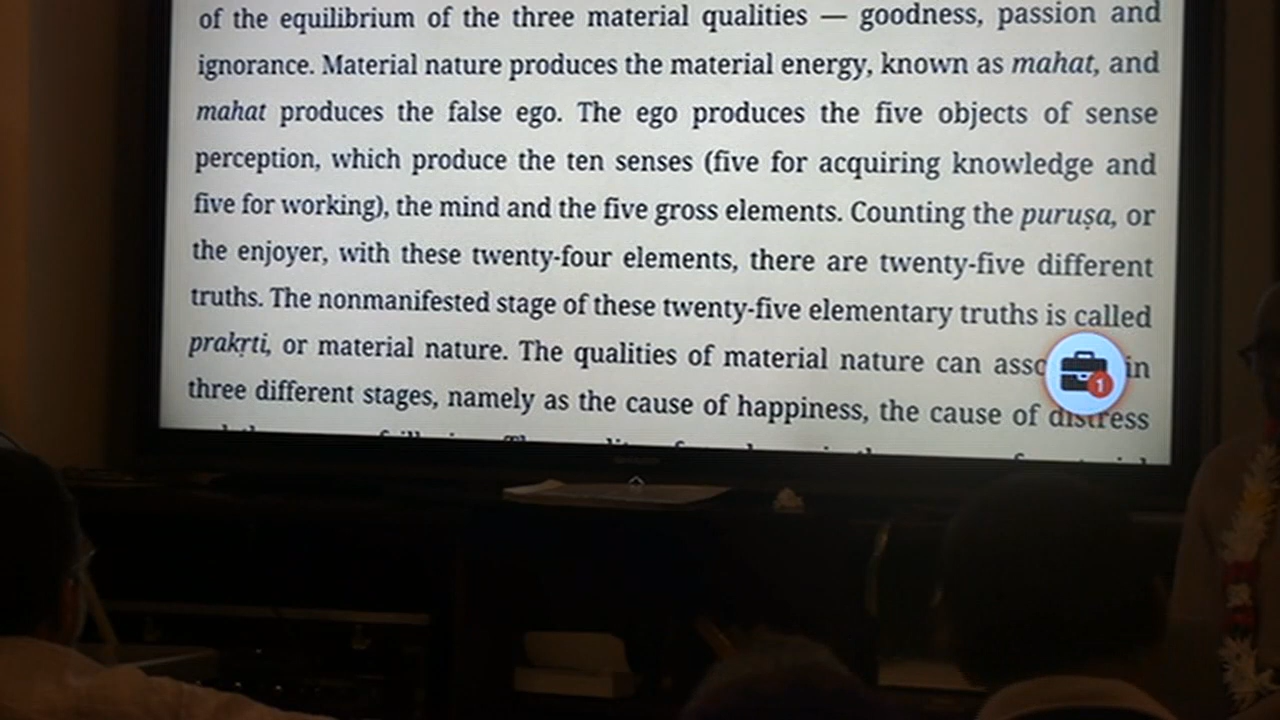 of the equilibrium of the three material qualities — goodness, passion and
ignorance. Material nature produces the material energy, known as mahat, and
mahat produces the false ego. The ego produces the five objects of sense
perception, which produce the ten senses (five for acquiring knowledge and
five for working), the mind and the five gross elements. Counting the puruṣa, or
the enjoyer, with these twenty-four elements, there are twenty-five different
truths. The nonmanifested stage of these twenty-five elementary truths is called
prakṛti, or material nature. The qualities of material nature can in
three different stages, namely as the cause of happiness, the cause of distress
1